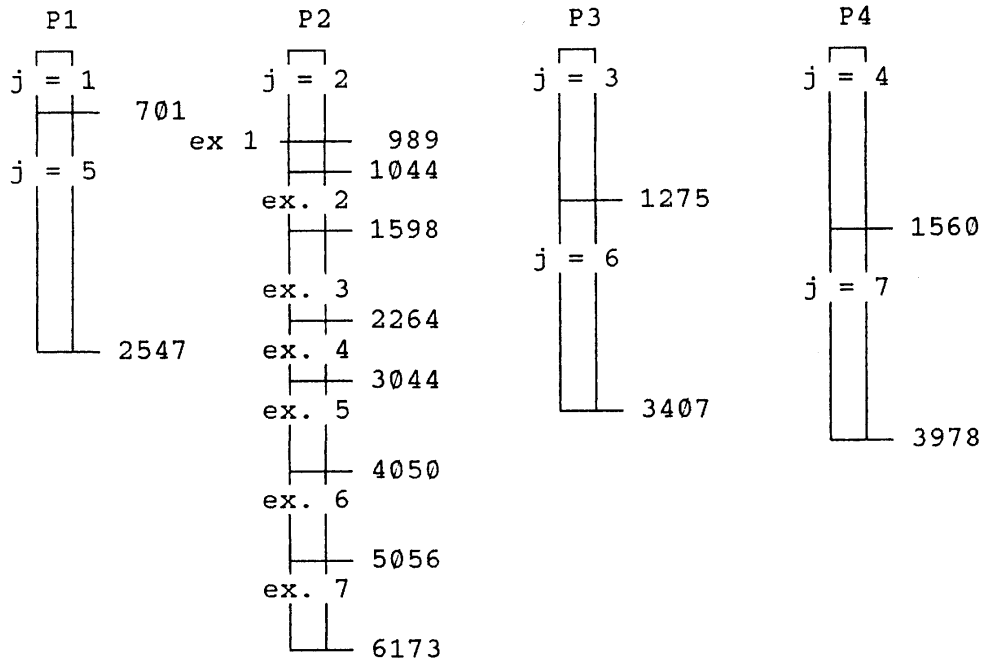 P1 P2 P3 P4
j = 1 j = 2 j = 3 j = 4
701
ex 1 989
j = 5 1044
ex. 2 1275
1598 1560
j = 6
ex. 3 j = 7
2264
ex. 4 2547
3044
ex. 5 3407
3978
4050
ex. 6
5056
ex. 7
6173